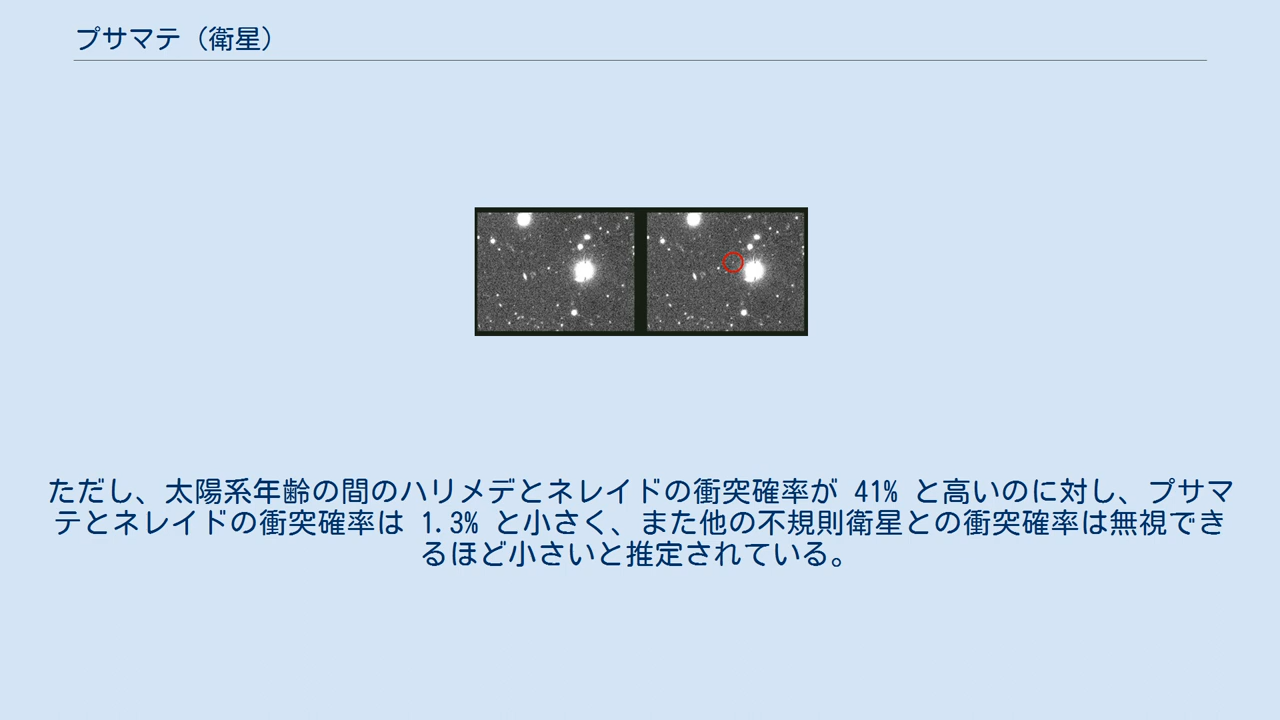 プサマテ（衛星）
ただし、太陽系年齢の間のハリメデとネレイドの衝突確率が 41% と高いのに対し、プサマ
テとネレイドの衝突確率は 1.3% と小さく、また他の不規則衛星との衝突確率は無視でき
るほど小さいと推定されている。